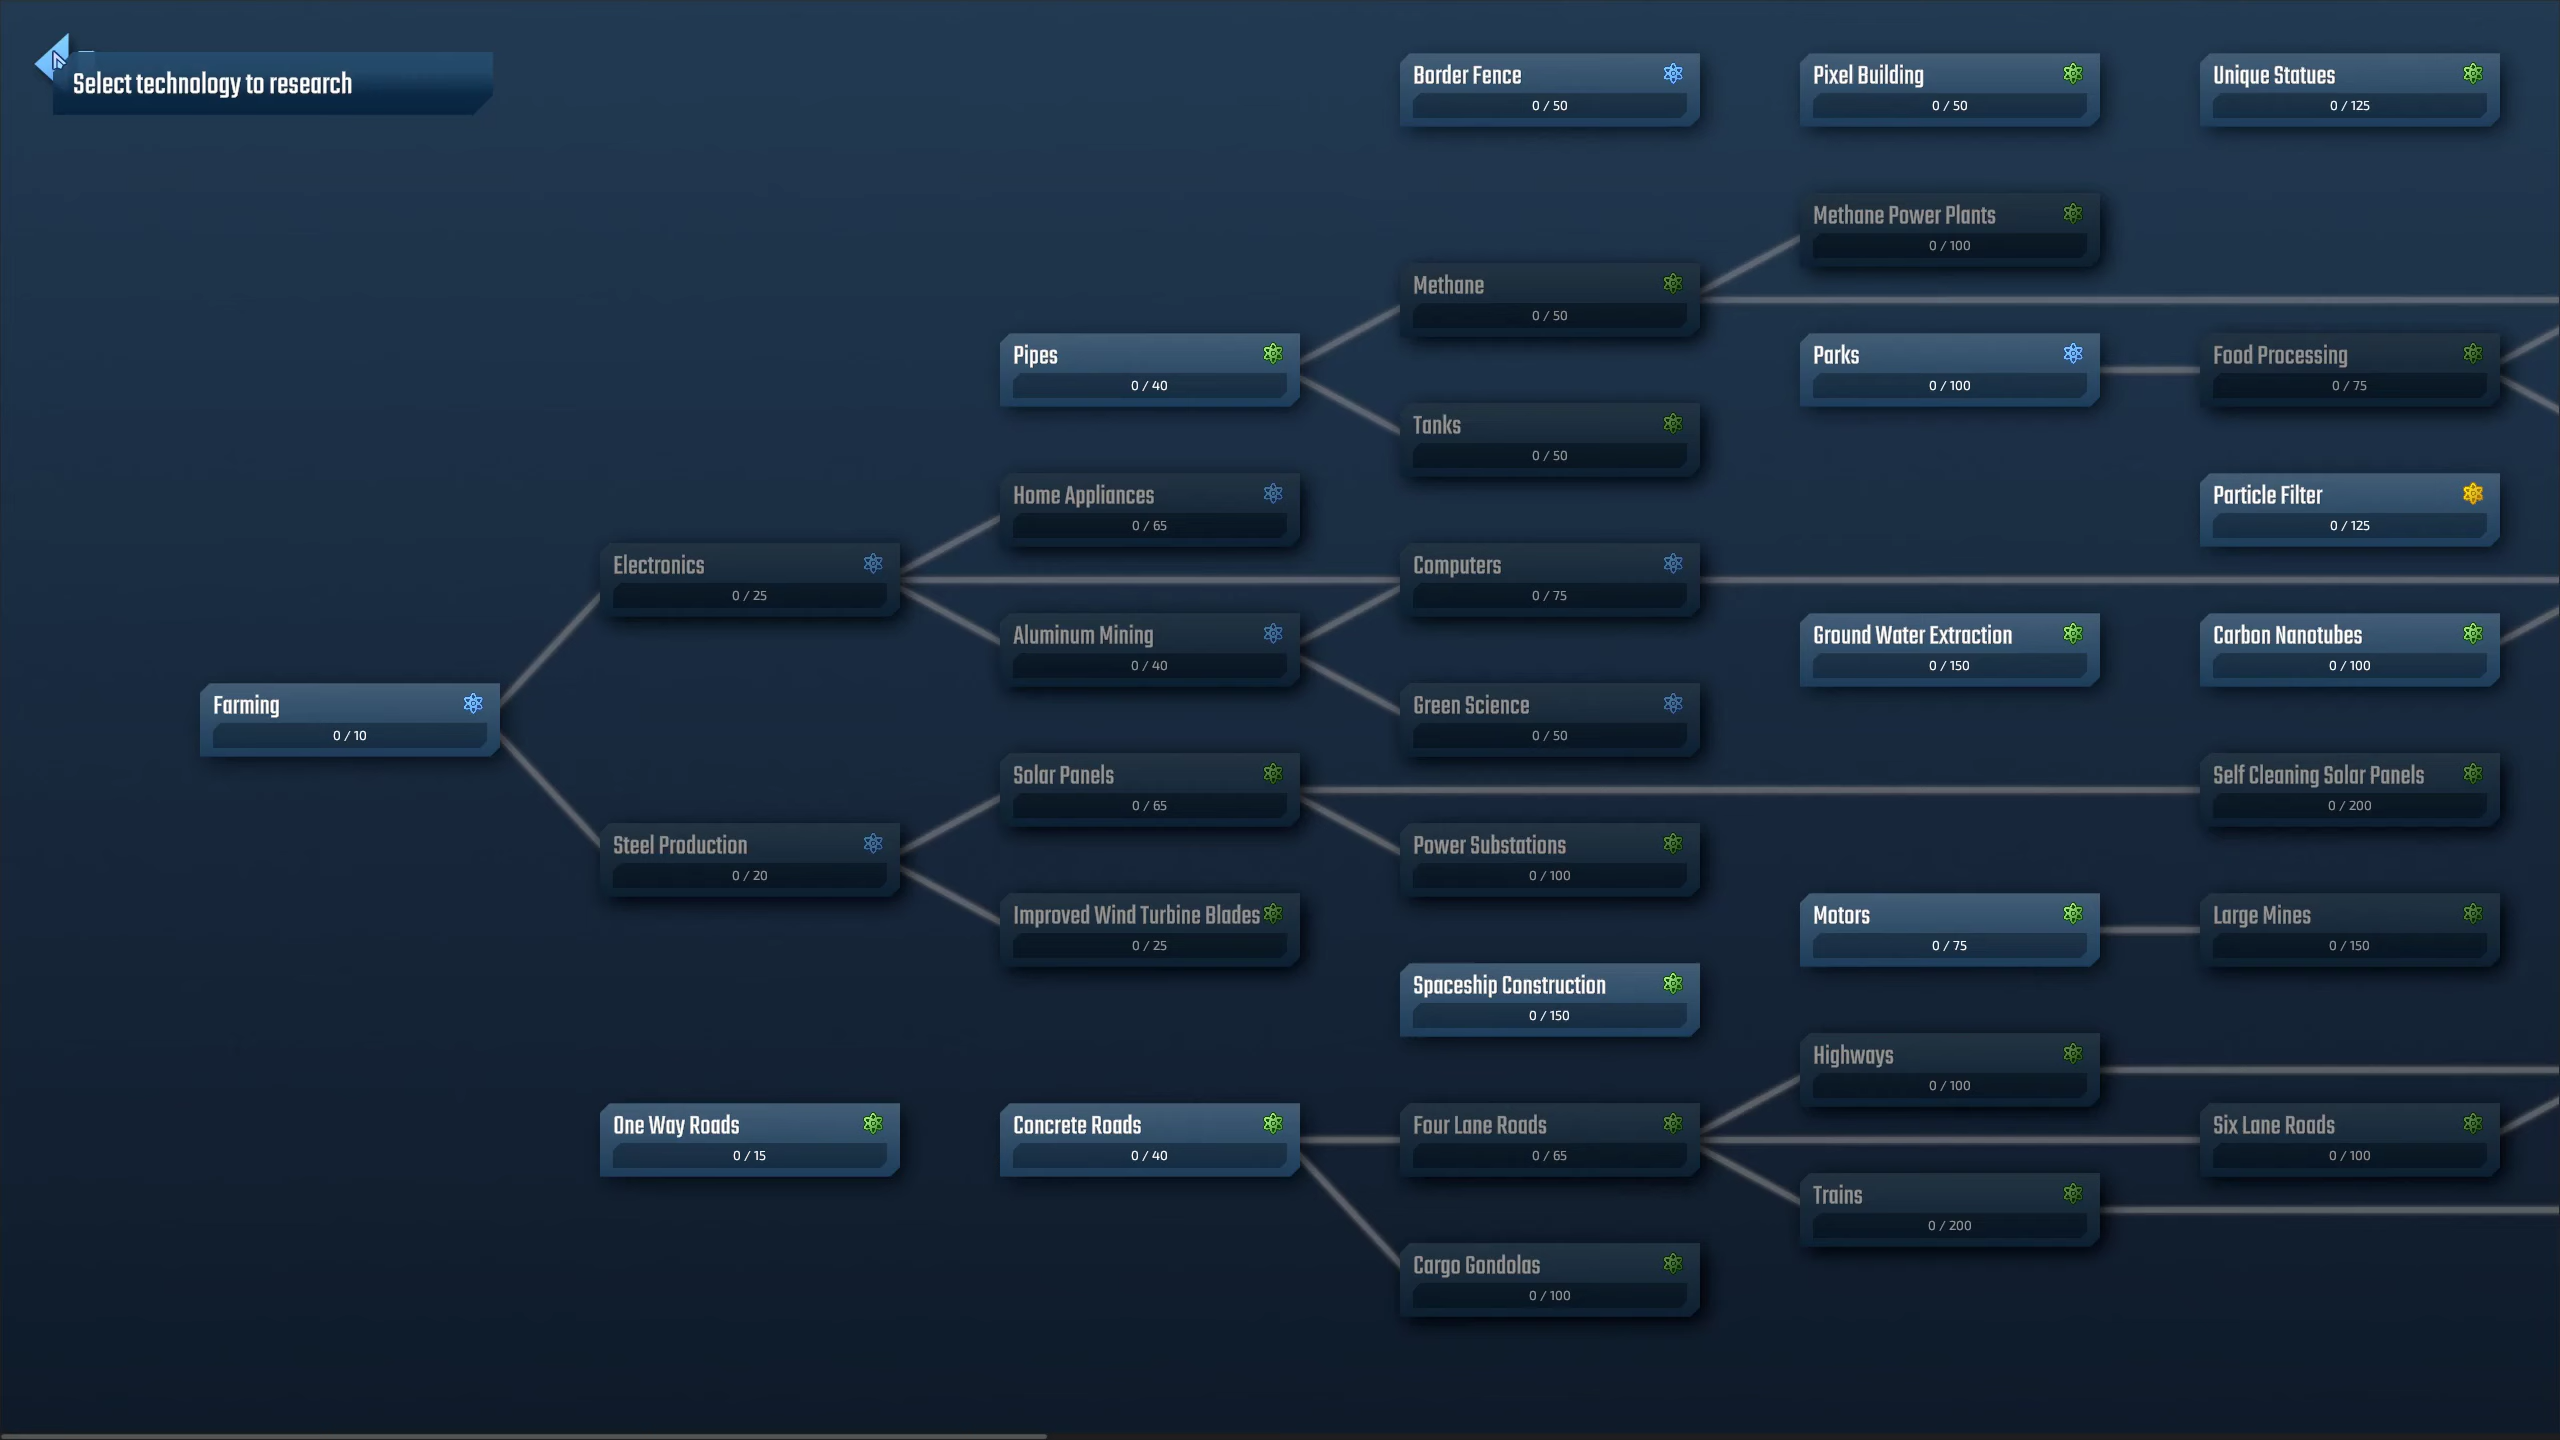 Select technology to research
Border Fence
0 / 50
Pixel Building
0 / 50
Unique Statues
0 / 125
Methane Power Plants
0 / 100
Methane
0 / 50
Pipes
0 / 40
Parks
0 / 100
Food Processing
0 / 75
Tanks
0 / 50
Home Appliances
0 / 65
Particle Filter
0 / 125
Electronics
0 / 25
Computers
0 / 75
Aluminum Mining
0 / 40
Ground Water Extraction
0 / 150
Carbon Nanotubes
0 / 100
Farming
0 / 10
Green Science
0 / 50
Solar Panels
0 / 65
Self Cleaning Solar Panels
0 / 200
Steel Production
0 / 20
Power Substations
0 / 100
Improved Wind Turbine Blades
0 / 25
Motors
0 / 75
Large Mines
0 / 150
Spaceship Construction
0 / 150
Highways
0 / 100
One Way Roads
0 / 15
Concrete Roads
0 / 40
Four Lane Roads
0 / 65
Six Lane Roads
0 / 100
Trains
0 / 200
Cargo Gondolas
0 / 100